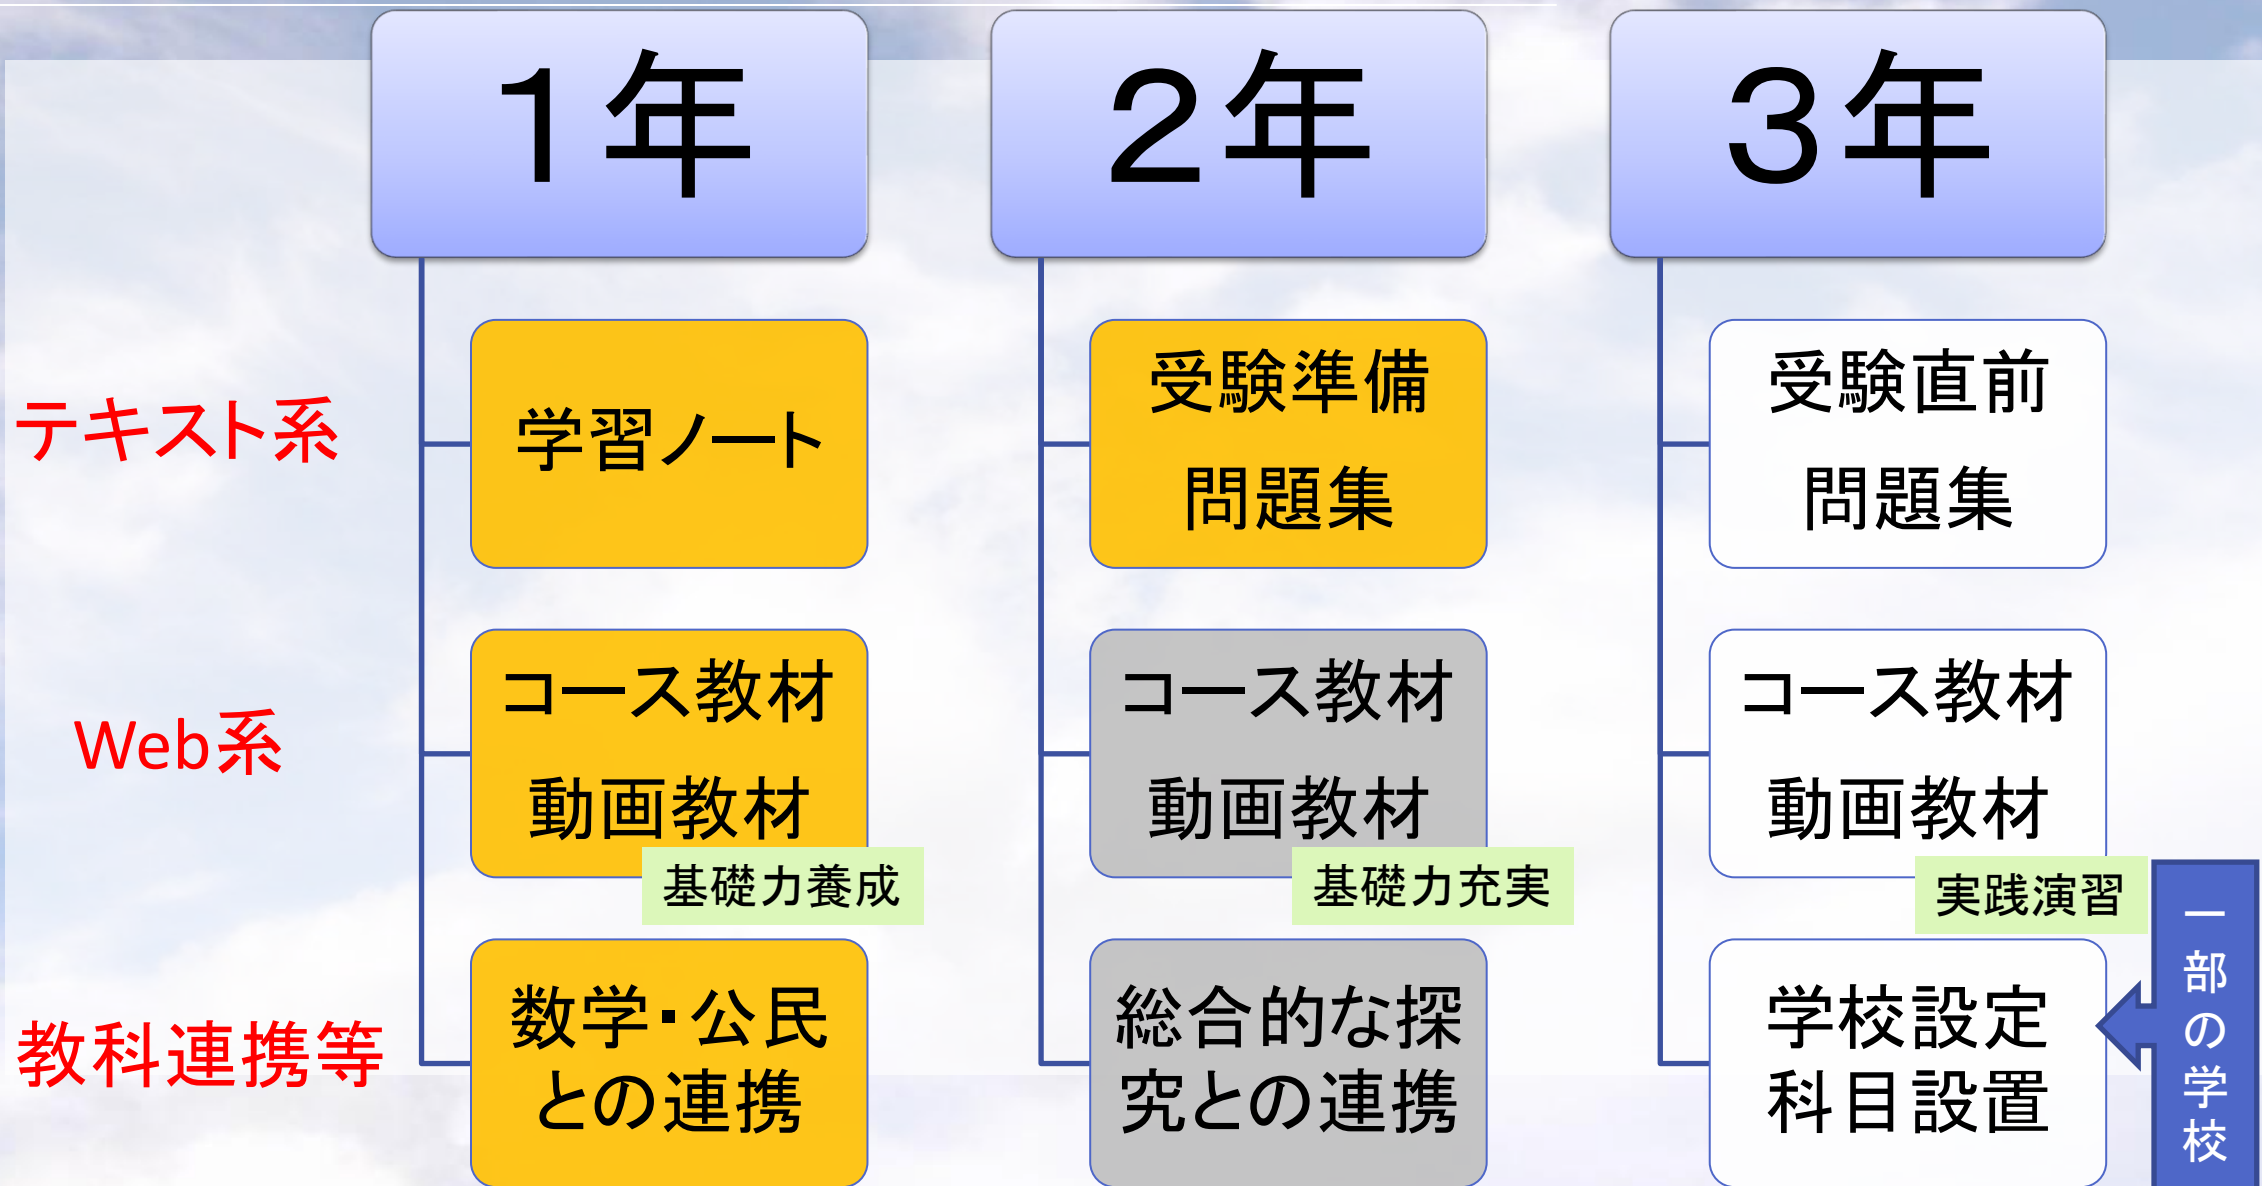 1年
2年
3年
テキスト系
学習ノート
受験準備
問題集
受験直前
問題集
Web系
コース教材
動画教材
基礎力養成
コース教材
動画教材
基礎力充実
コース教材
動画教材
実践演習
教科連携等
数学・公民
との連携
総合的な探
究との連携
学校設定
科目設置
一部の学校